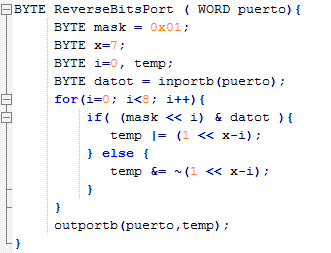 BYTE ReverseBitsPort ( WORD puerto){
BYTE mask = 0x01;
BYTE x=7;
BYTE i=0, temp;
BYTE datot = inportb(puerto);
for(i=0; i<8; i++){
if( (mask << i) & datot ){
temp |= (1 << x-i);
} else {
temp &= ~(1 << x-i);
}
}
outportb(puerto,temp);
}